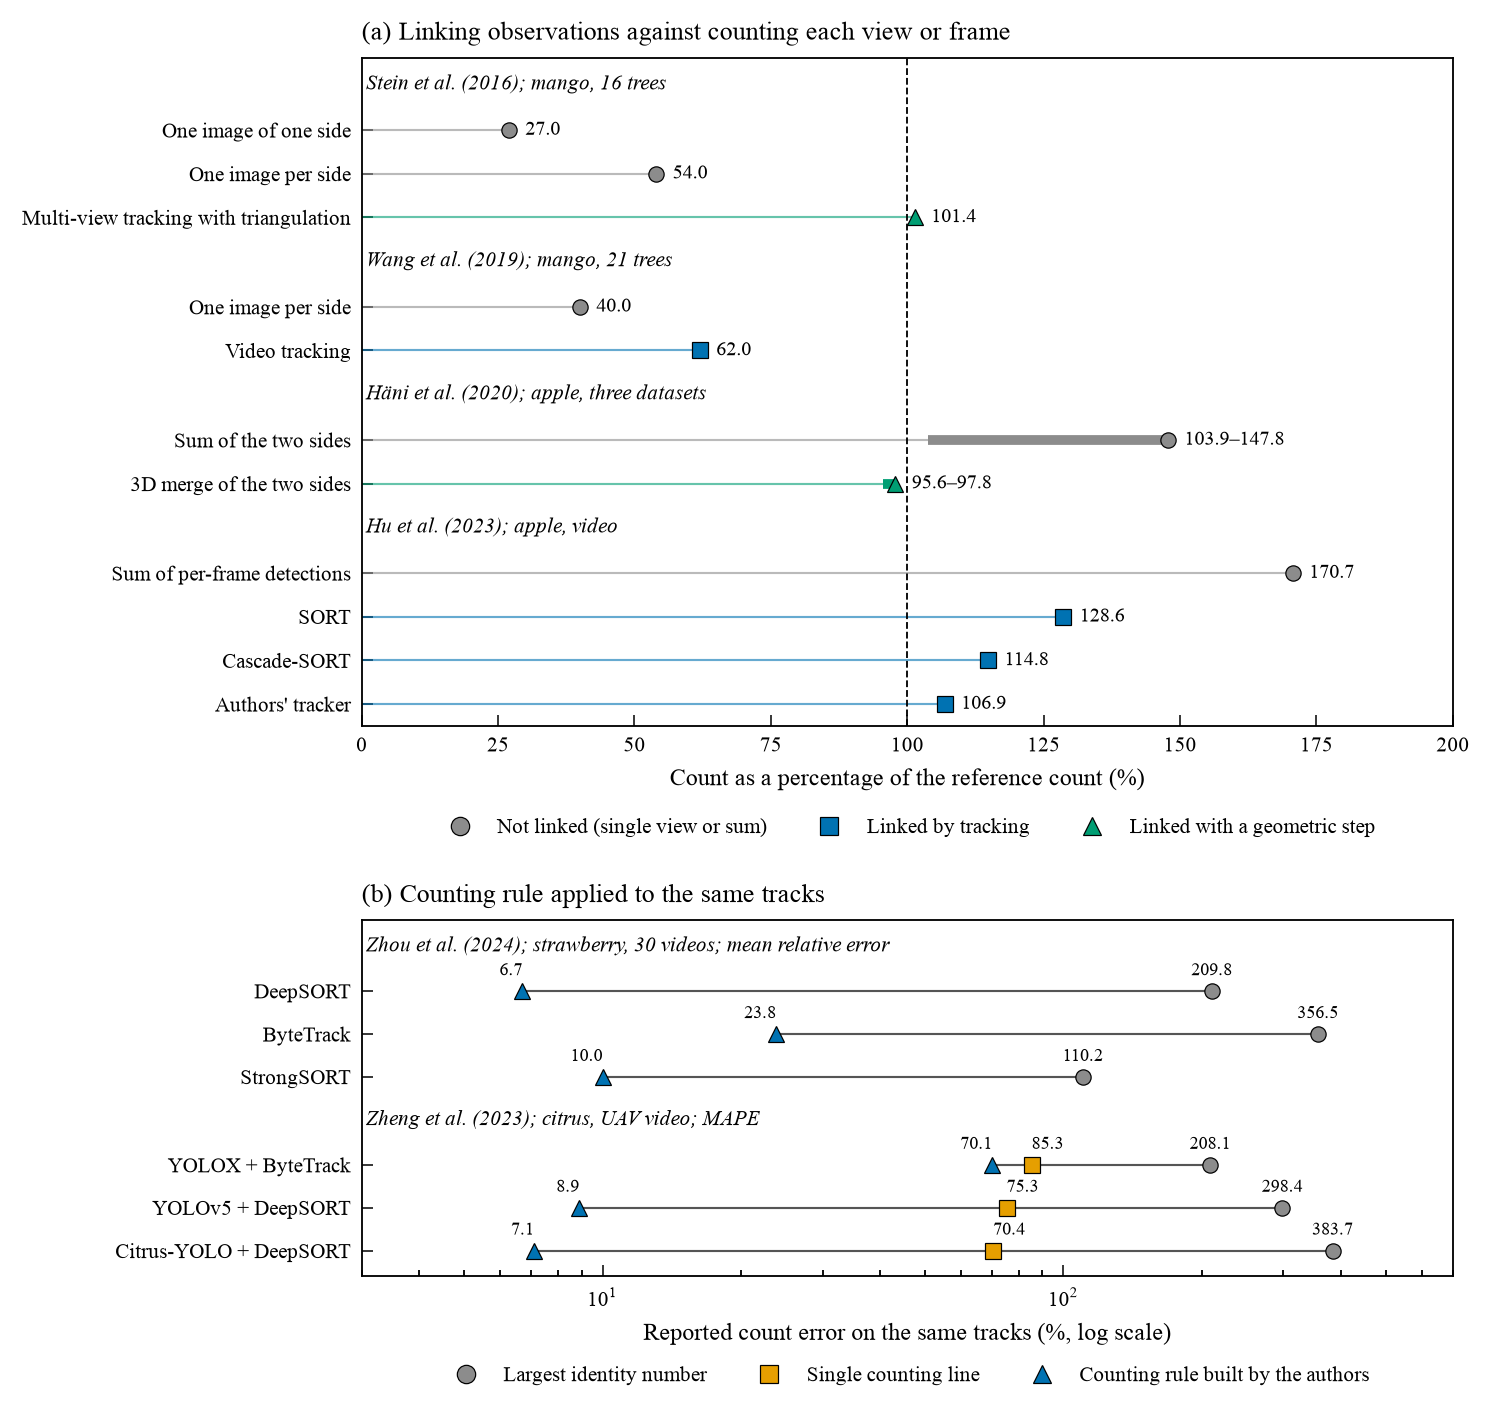 (a) Linking observations against counting each view or frame
Stein et al. (2016); mango, 16 trees
One image of one side 27.0
One image per side 54.0
Multi-view tracking with triangulation 101.4
Wang et al. (2019); mango, 21 trees
One image per side 40.0
Video tracking 62.0
Häni et al. (2020); apple, three datasets
Sum of the two sides 103.9–147.8
3D merge of the two sides 95.6–97.8
Hu et al. (2023); apple, video
Sum of per-frame detections 170.7
SORT 128.6
Cascade-SORT 114.8
Authors' tracker 106.9
0 25 50 75 100 125 150 175 200
Count as a percentage of the reference count (%)
Not linked (single view or sum) Linked by tracking Linked with a geometric step
(b) Counting rule applied to the same tracks
Zhou et al. (2024); strawberry, 30 videos; mean relative error
6.7 209.8
DeepSORT
23.8 356.5
ByteTrack
10.0 110.2
StrongSORT
Zheng et al. (2023); citrus, UAV video; MAPE
70.1 85.3 208.1
YOLOX + ByteTrack
8.9 75.3 298.4
YOLOv5 + DeepSORT
7.1 70.4 383.7
Citrus-YOLO + DeepSORT
10¹ 10²
Reported count error on the same tracks (%, log scale)
Largest identity number Single counting line Counting rule built by the authors